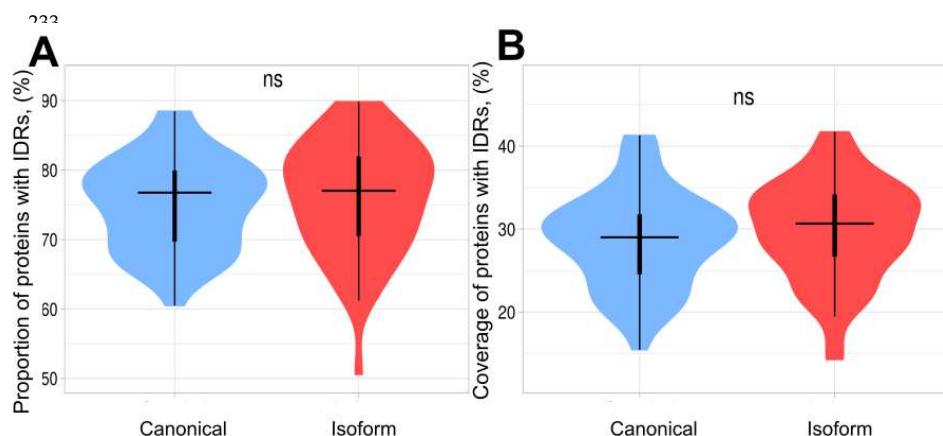 A
B
Proportion of proteins with IDRs, (%)
ns
90
80
70
60
50
Canonical
Isoform
Coverage of proteins with IDRs, (%)
ns
40
30
20
Canonical
Isoform